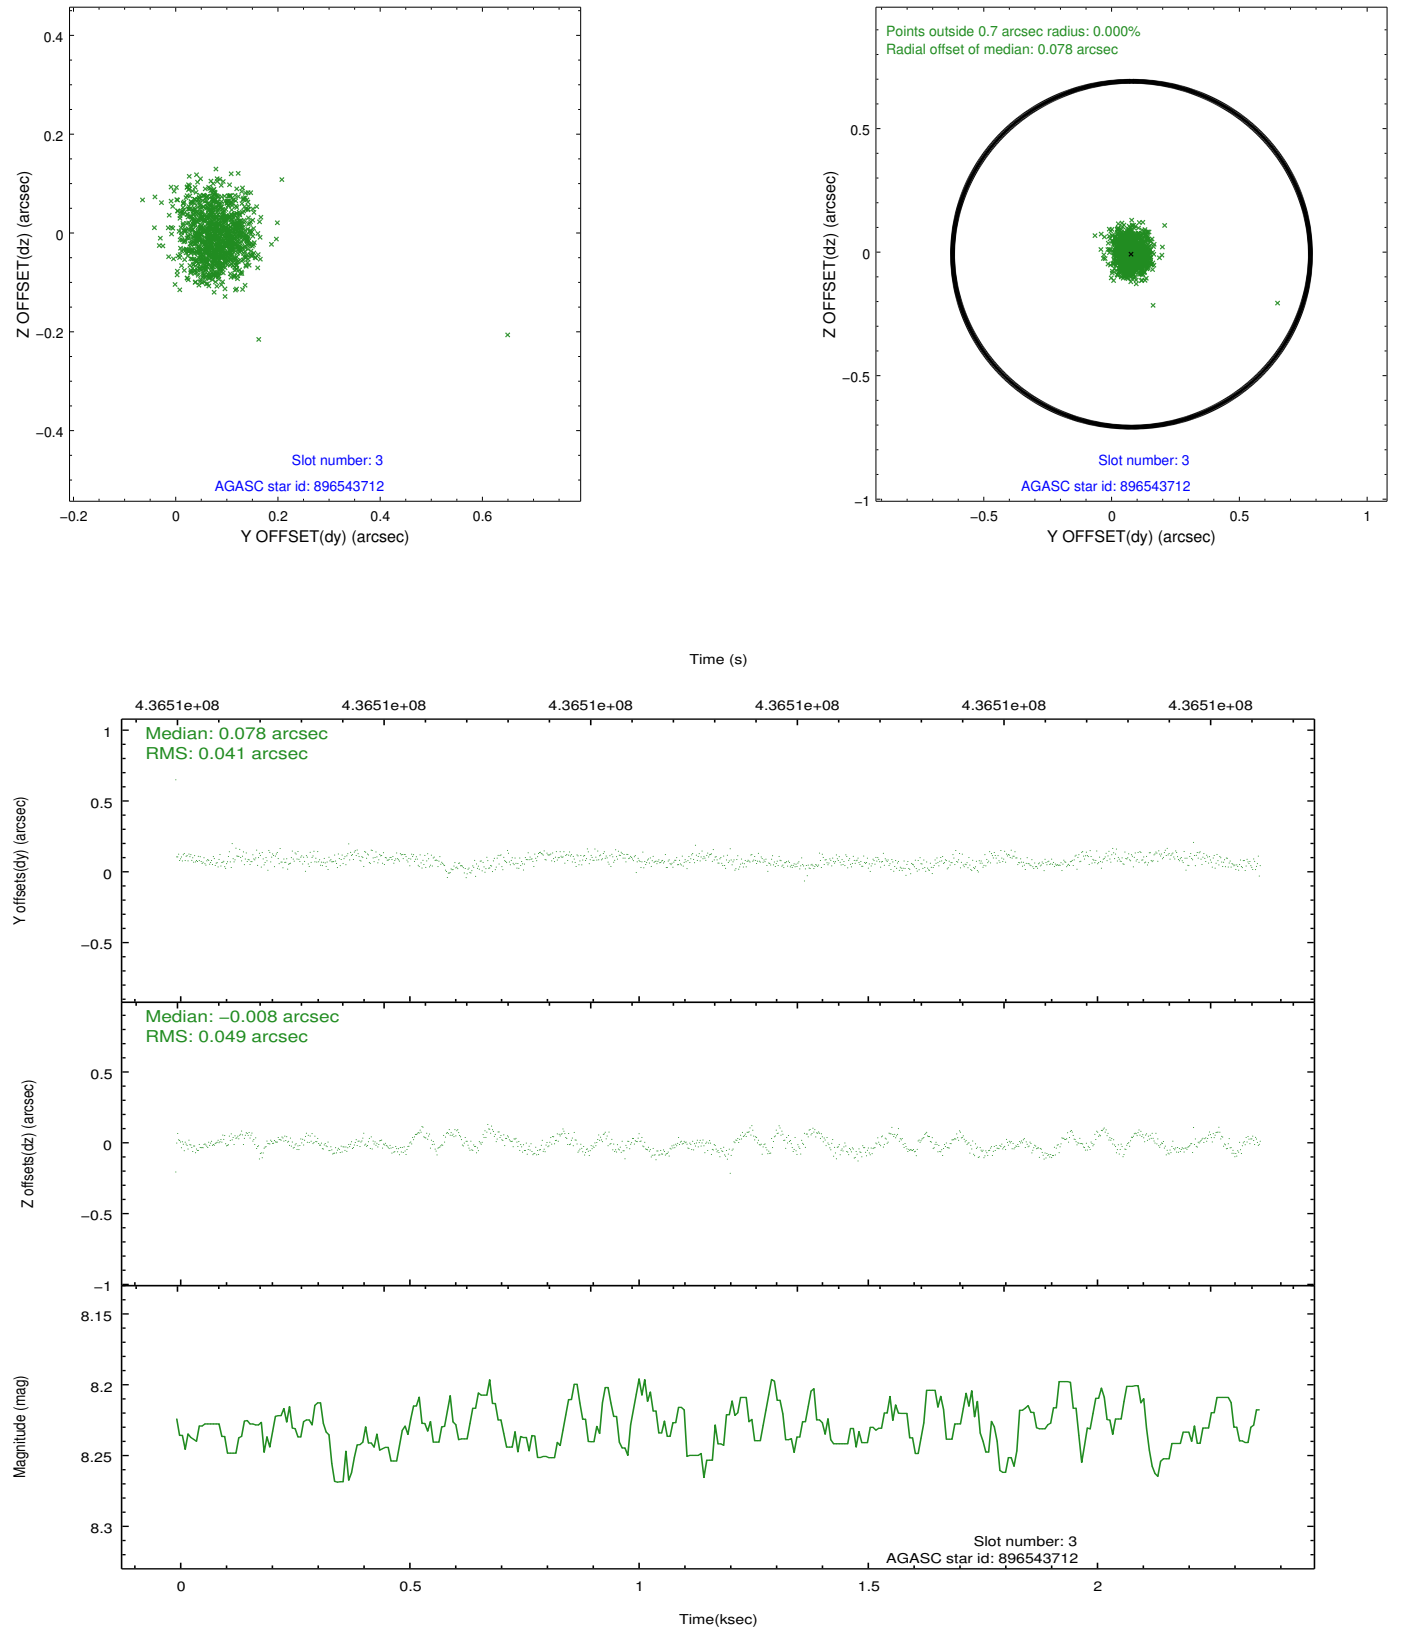 0.4
0.2
0
−0.2
−0.4
Z OFFSET(dz) (arcsec)
Slot number: 3
AGASC star id: 896543712
−0.2 0 0.2 0.4 0.6
Y OFFSET(dy) (arcsec)
Points outside 0.7 arcsec radius: 0.000%
Radial offset of median: 0.078 arcsec
0.5
0
−0.5
−1
Z OFFSET(dz) (arcsec)
Slot number: 3
AGASC star id: 896543712
−0.5 0 0.5 1
Y OFFSET(dy) (arcsec)
Time (s)
4.3651e+08 4.3651e+08 4.3651e+08 4.3651e+08 4.3651e+08 4.3651e+08
Median: 0.078 arcsec
RMS: 0.041 arcsec
1
0.5
0
−0.5
Y offsets(dy) (arcsec)
Median: −0.008 arcsec
RMS: 0.049 arcsec
0.5
0
−0.5
−1
Z offsets(dz) (arcsec)
8.15
8.2
8.25
8.3
Magnitude (mag)
Slot number: 3
AGASC star id: 896543712
0 0.5 1 1.5 2
Time(ksec)